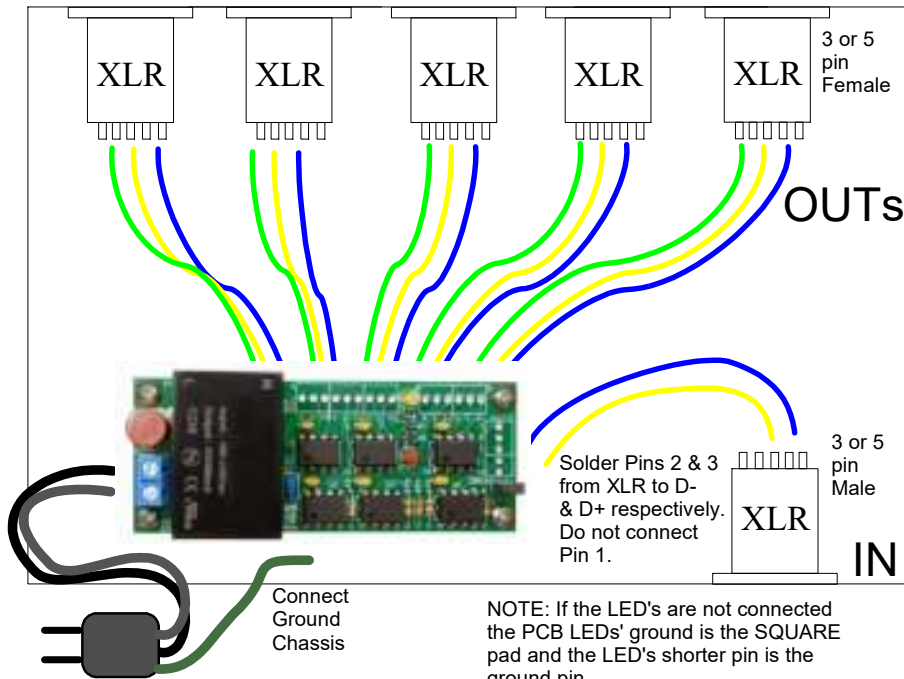 XLR
XLR
XLR
XLR
XLR
3 or 5
pin
Female
OUTs
Solder Pins 2 & 3
from XLR to D-
& D+ respectively.
Do not connect
Pin 1.
3 or 5
pin
Male
XLR
IN
Connect
Ground
Chassis
NOTE: If the LED's are not connected
the PCB LEDs' ground is the SQUARE
pad and the LED's shorter pin is the
ground pin